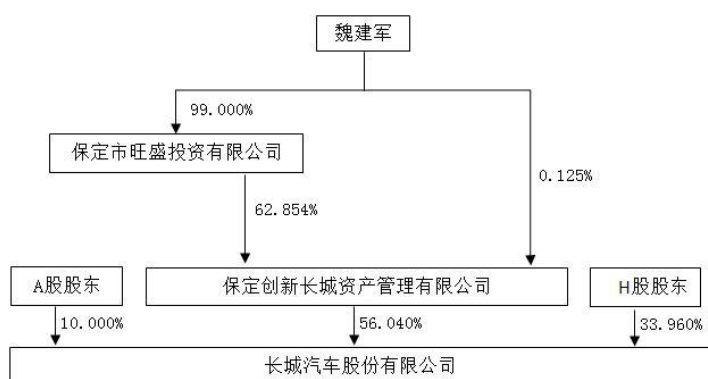 魏建军
99.000%
保定市旺盛投资有限公司
0.125%
62.854%
A股股东
保定创新长城资产管理有限公司
H股股东
10.000%
56.040%
33.960%
长城汽车股份有限公司